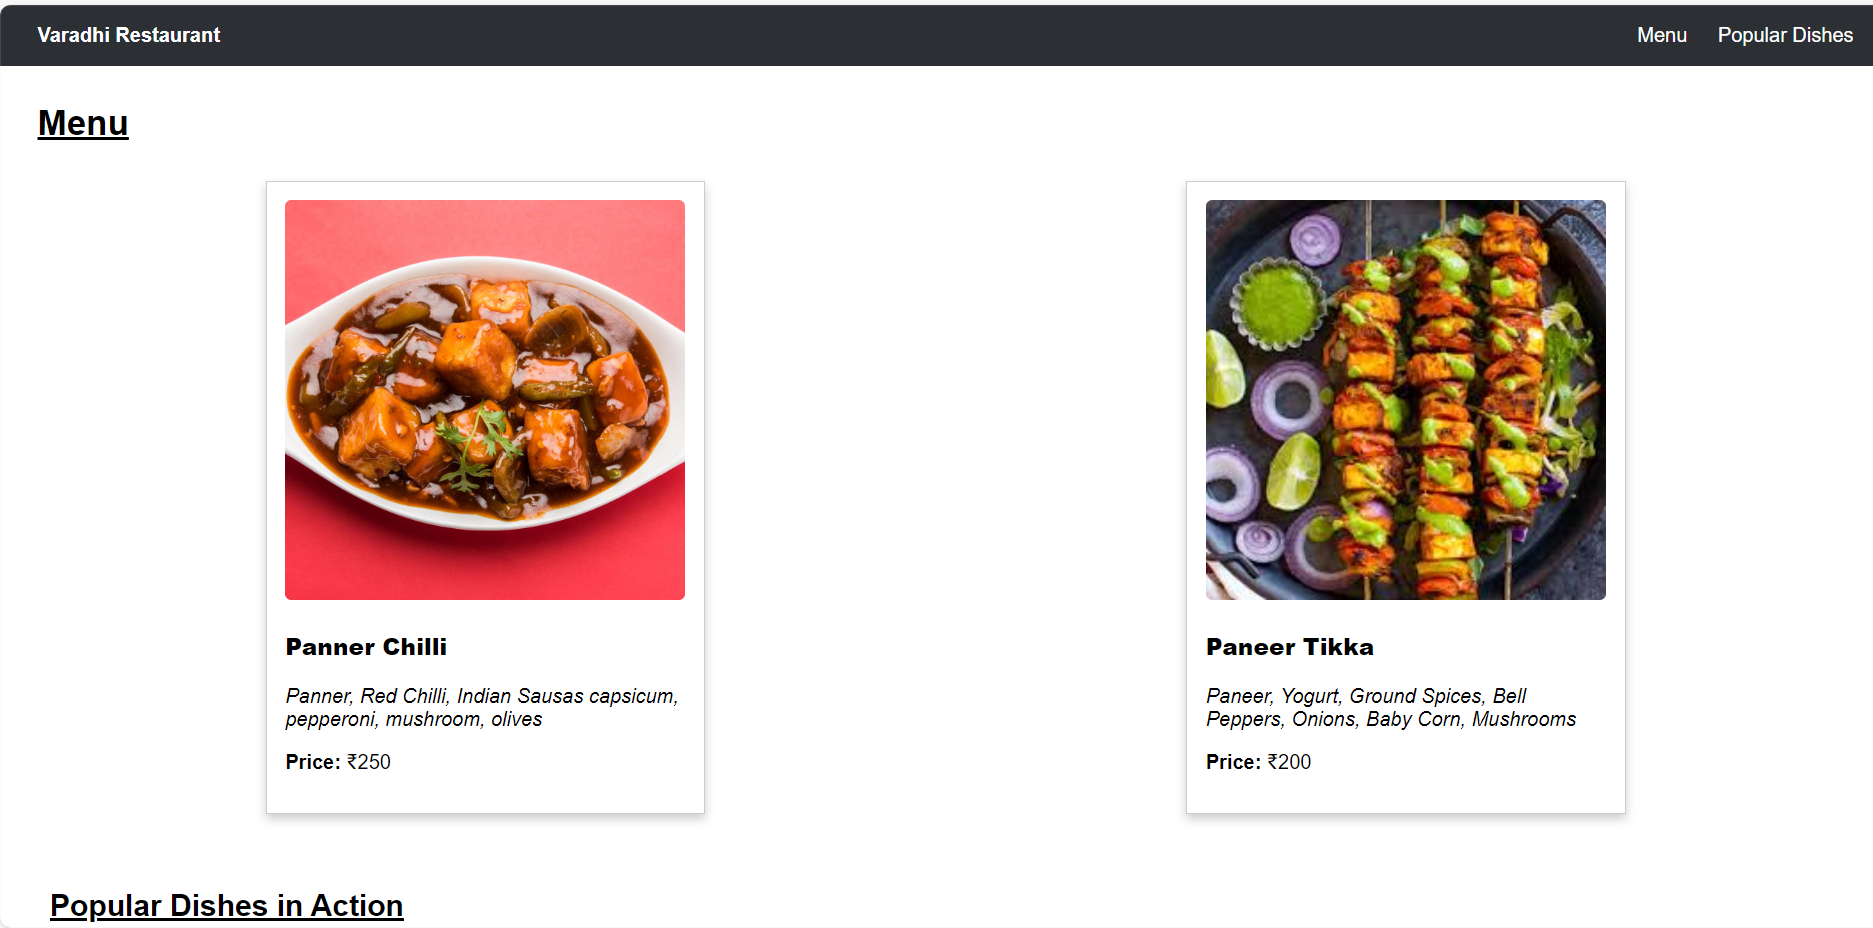 Varadhi Restaurant
Menu
Popular Dishes
Menu
Panner Chilli
Panner, Red Chilli, Indian Sausas capsicum,
pepperoni, mushroom, olives
Price: ₹250
Paneer Tikka
Paneer, Yogurt, Ground Spices, Bell
Peppers, Onions, Baby Corn, Mushrooms
Price: ₹200
Popular Dishes in Action